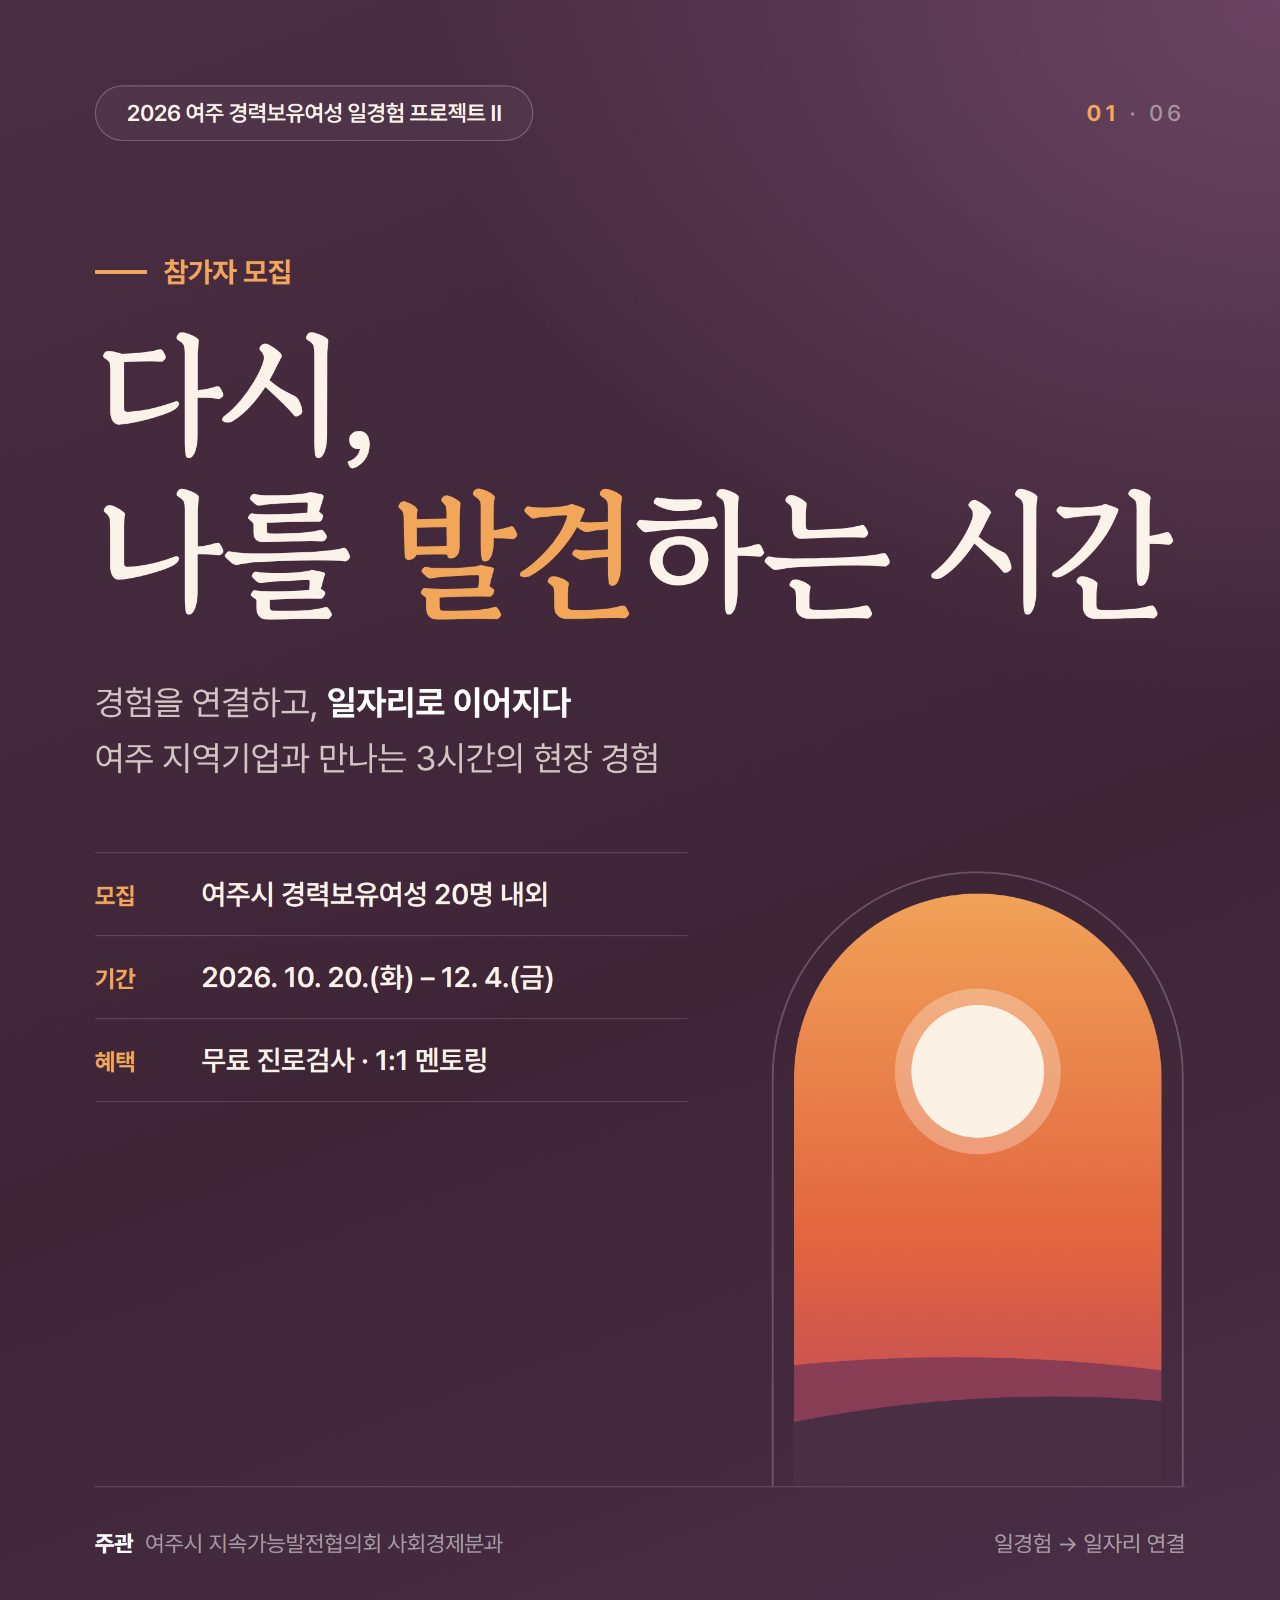 2026 여주 경력보유여성 일경험 프로젝트 II
01 · 06
참가자 모집
다시,
나를 발견하는 시간
경험을 연결하고, 일자리로 이어지다
여주 지역기업과 만나는 3시간의 현장 경험
모집 여주시 경력보유여성 20명 내외
기간 2026. 10. 20.(화) – 12. 4.(금)
혜택 무료 진로검사 · 1:1 멘토링
주관 여주시 지속가능발전협의회 사회경제분과
일경험 → 일자리 연결